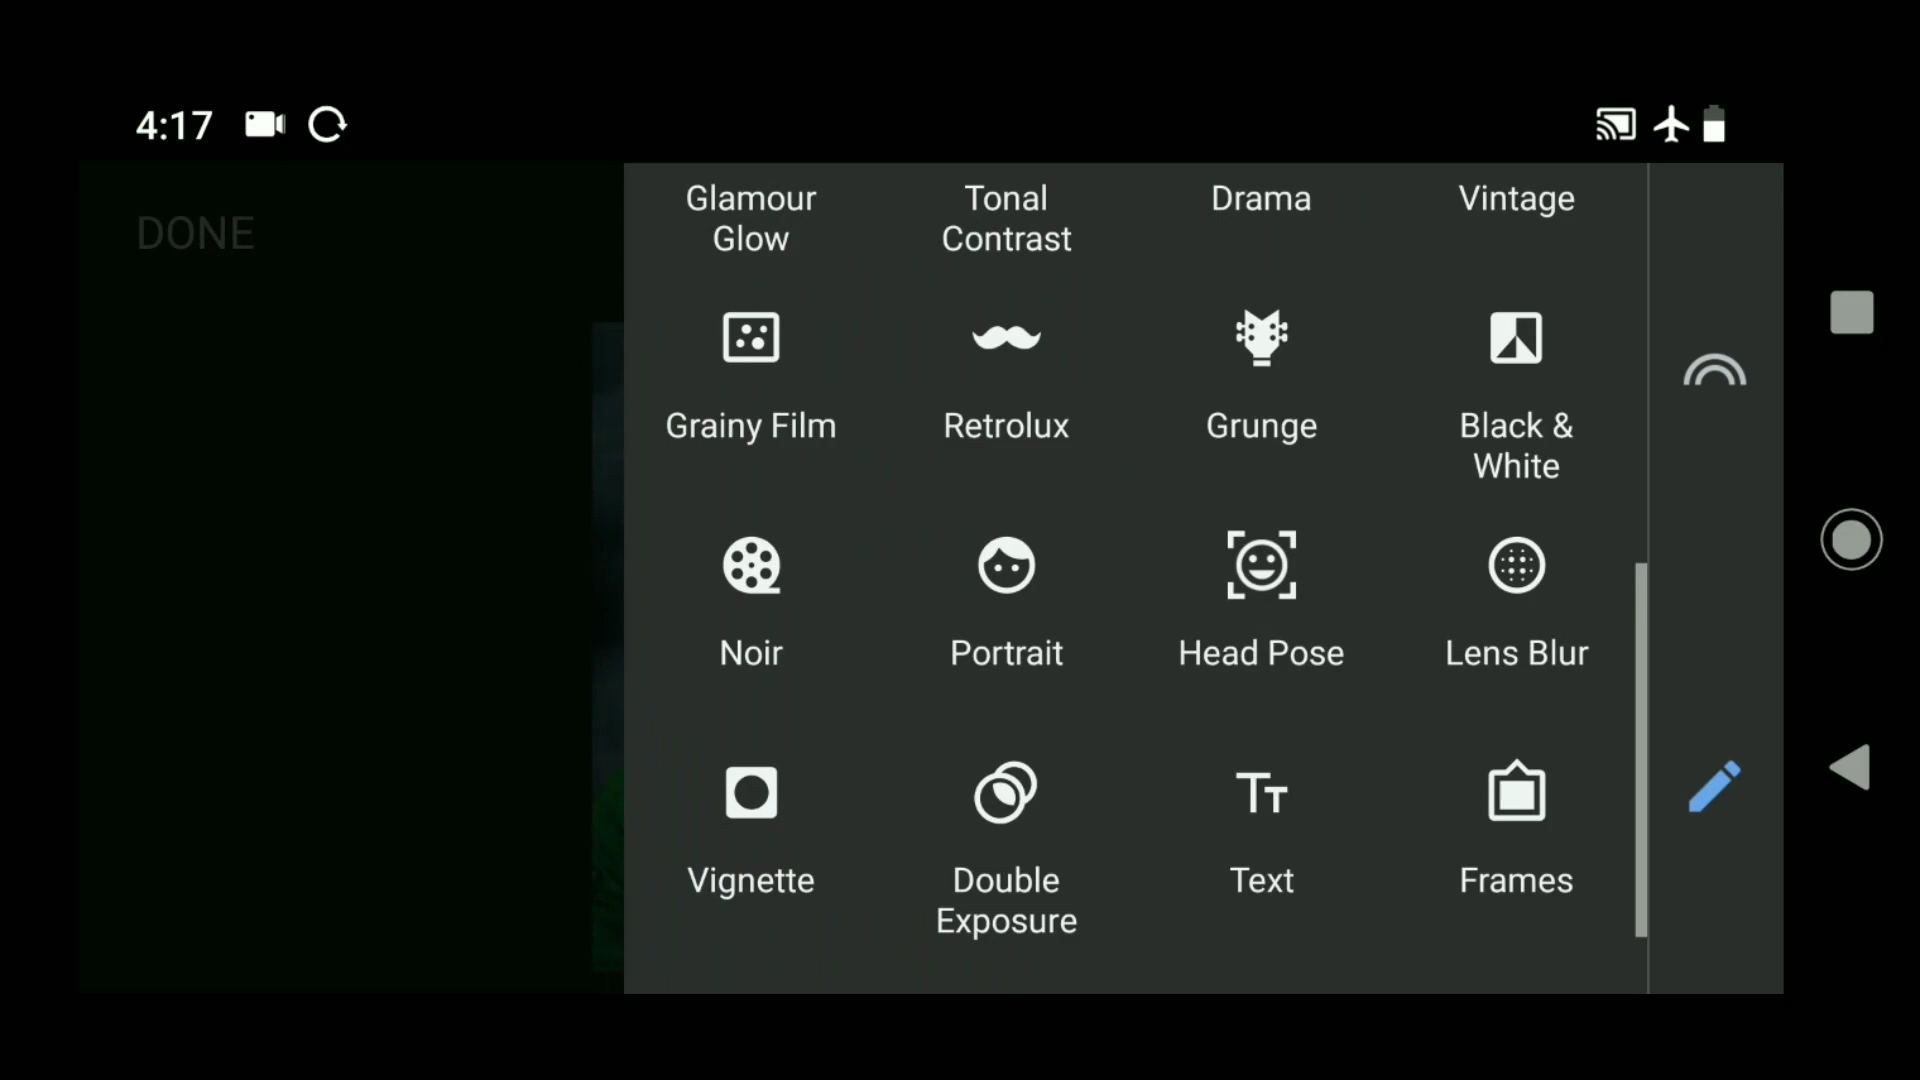 4:17
DONE
Glamour
Glow
Tonal
Contrast
Drama
Vintage
Grainy Film
Retrolux
Grunge
Black &
White
Noir
Portrait
Head Pose
Lens Blur
Vignette
Double
Exposure
Text
Frames